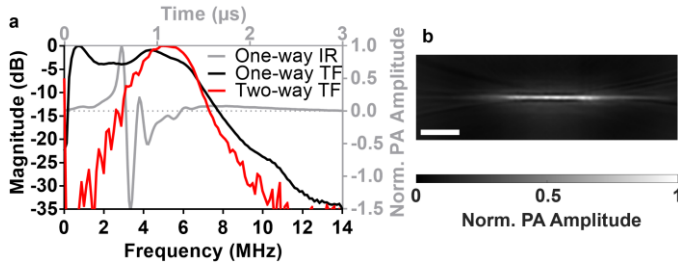 a
Time (µs)
0 1 2 3
Magnitude (dB)
0
-5
-10
-15
-20
-25
-30
-35
One-way IR
One-way TF
Two-way TF
1.0
0.5
0.0
-0.5
-1.0
-1.5
Norm. PA Amplitude
0 2 4 6 8 10 12 14
Frequency (MHz)
b
0 0.5 1
Norm. PA Amplitude